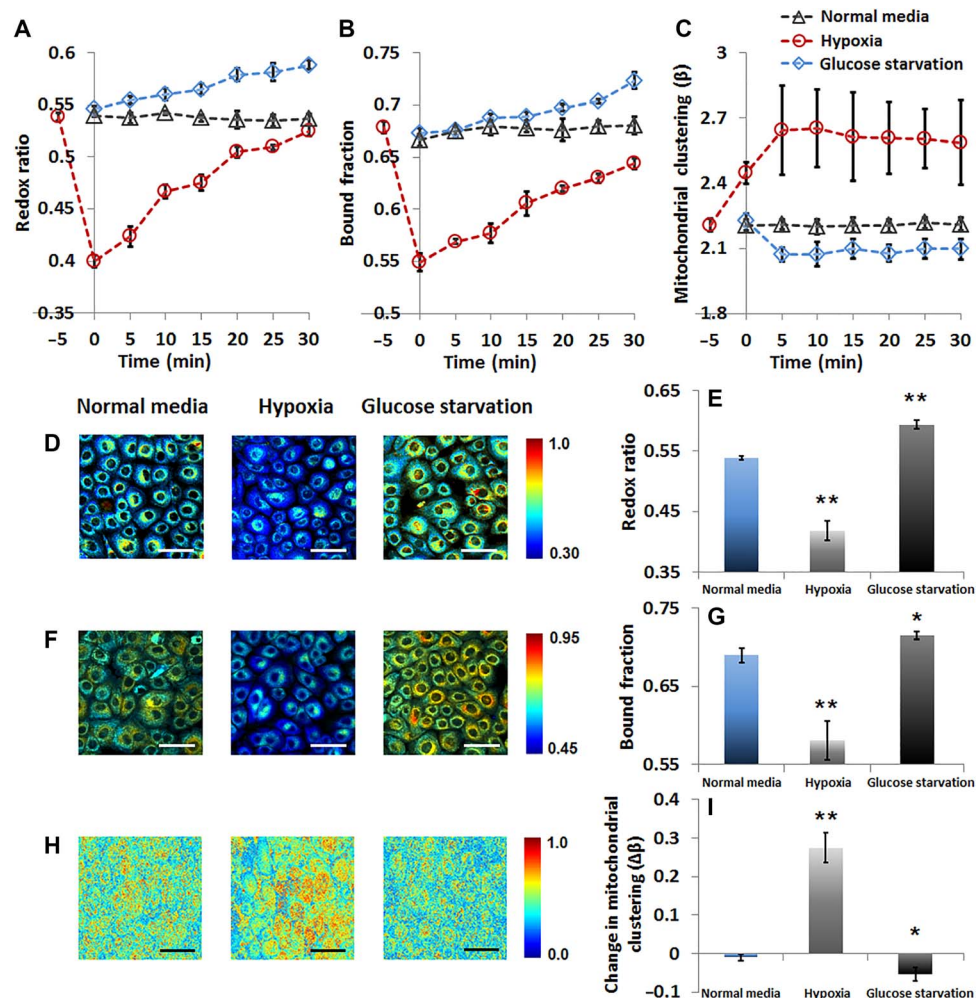 Normal media
Hypoxia
Glucose starvation
A
Redox ratio
0.6
0.55
0.5
0.45
0.4
0.35
–5 0 5 10 15 20 25 30
Time (min)
B
Bound fraction
0.75
0.7
0.65
0.6
0.55
0.5
–5 0 5 10 15 20 25 30
Time (min)
C
Mitochondrial clustering (β)
3
2.7
2.4
2.1
1.8
–5 0 5 10 15 20 25 30
Time (min)
Normal media Hypoxia Glucose starvation
D
1.0
0.30
E
Redox ratio
0.65
0.55
0.45
0.35
**
**
Normal media Hypoxia Glucose starvation
F
0.95
0.45
G
Bound fraction
0.75
0.65
0.55
**
*
Normal media Hypoxia Glucose starvation
H
1.0
0.0
I
Change in mitochondrial
clustering (Δβ)
0.4
0.3
0.2
0.1
0
–0.1
**
*
Normal media Hypoxia Glucose starvation